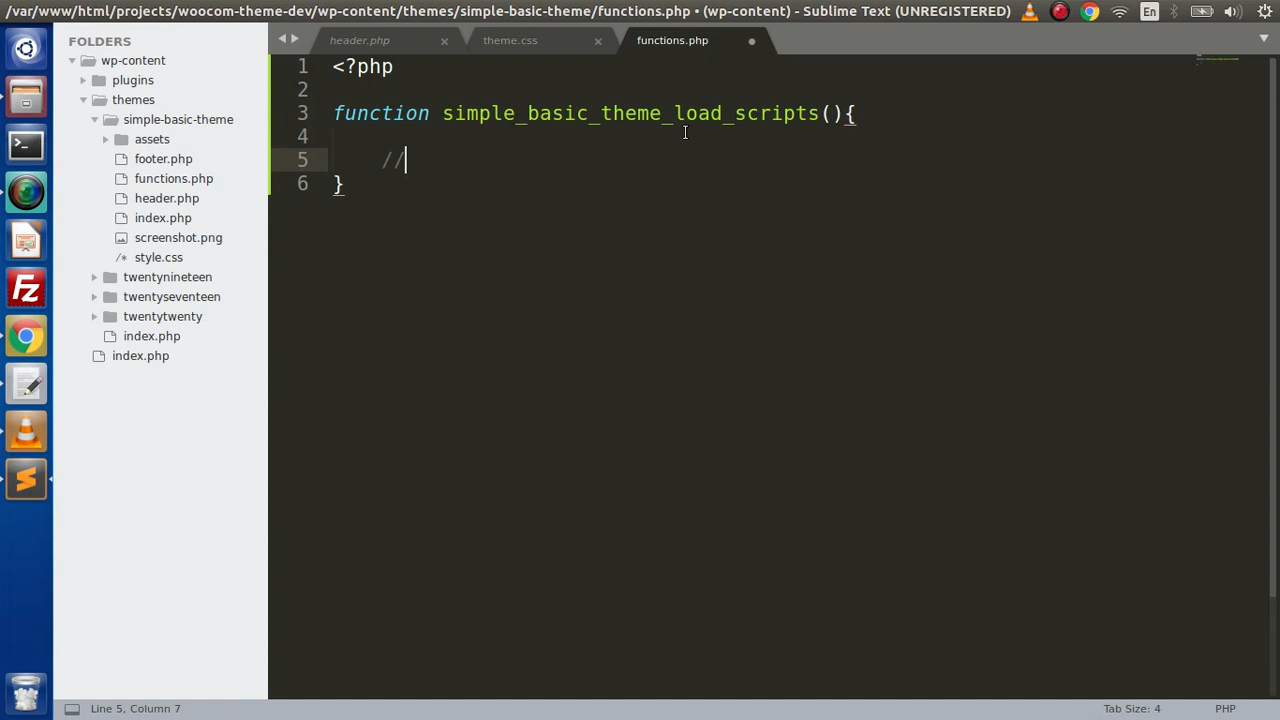 /var/www/html/projects/woocom-theme-dev/wp-content/themes/simple-basic-theme/functions.php • (wp-content) - Sublime Text (UNREGISTERED)
En
FOLDERS
wp-content
plugins
themes
simple-basic-theme
assets
footer.php
functions.php
header.php
index.php
screenshot.png
/* style.css
twentynineteen
twentyseventeen
twentytwenty
index.php
index.php
header.php
theme.css
functions.php
1 <?php
2
3 function simple_basic_theme_load_scripts(){
4
5 //
6 }
Fz
Line 5, Column 7
Tab Size: 4
PHP